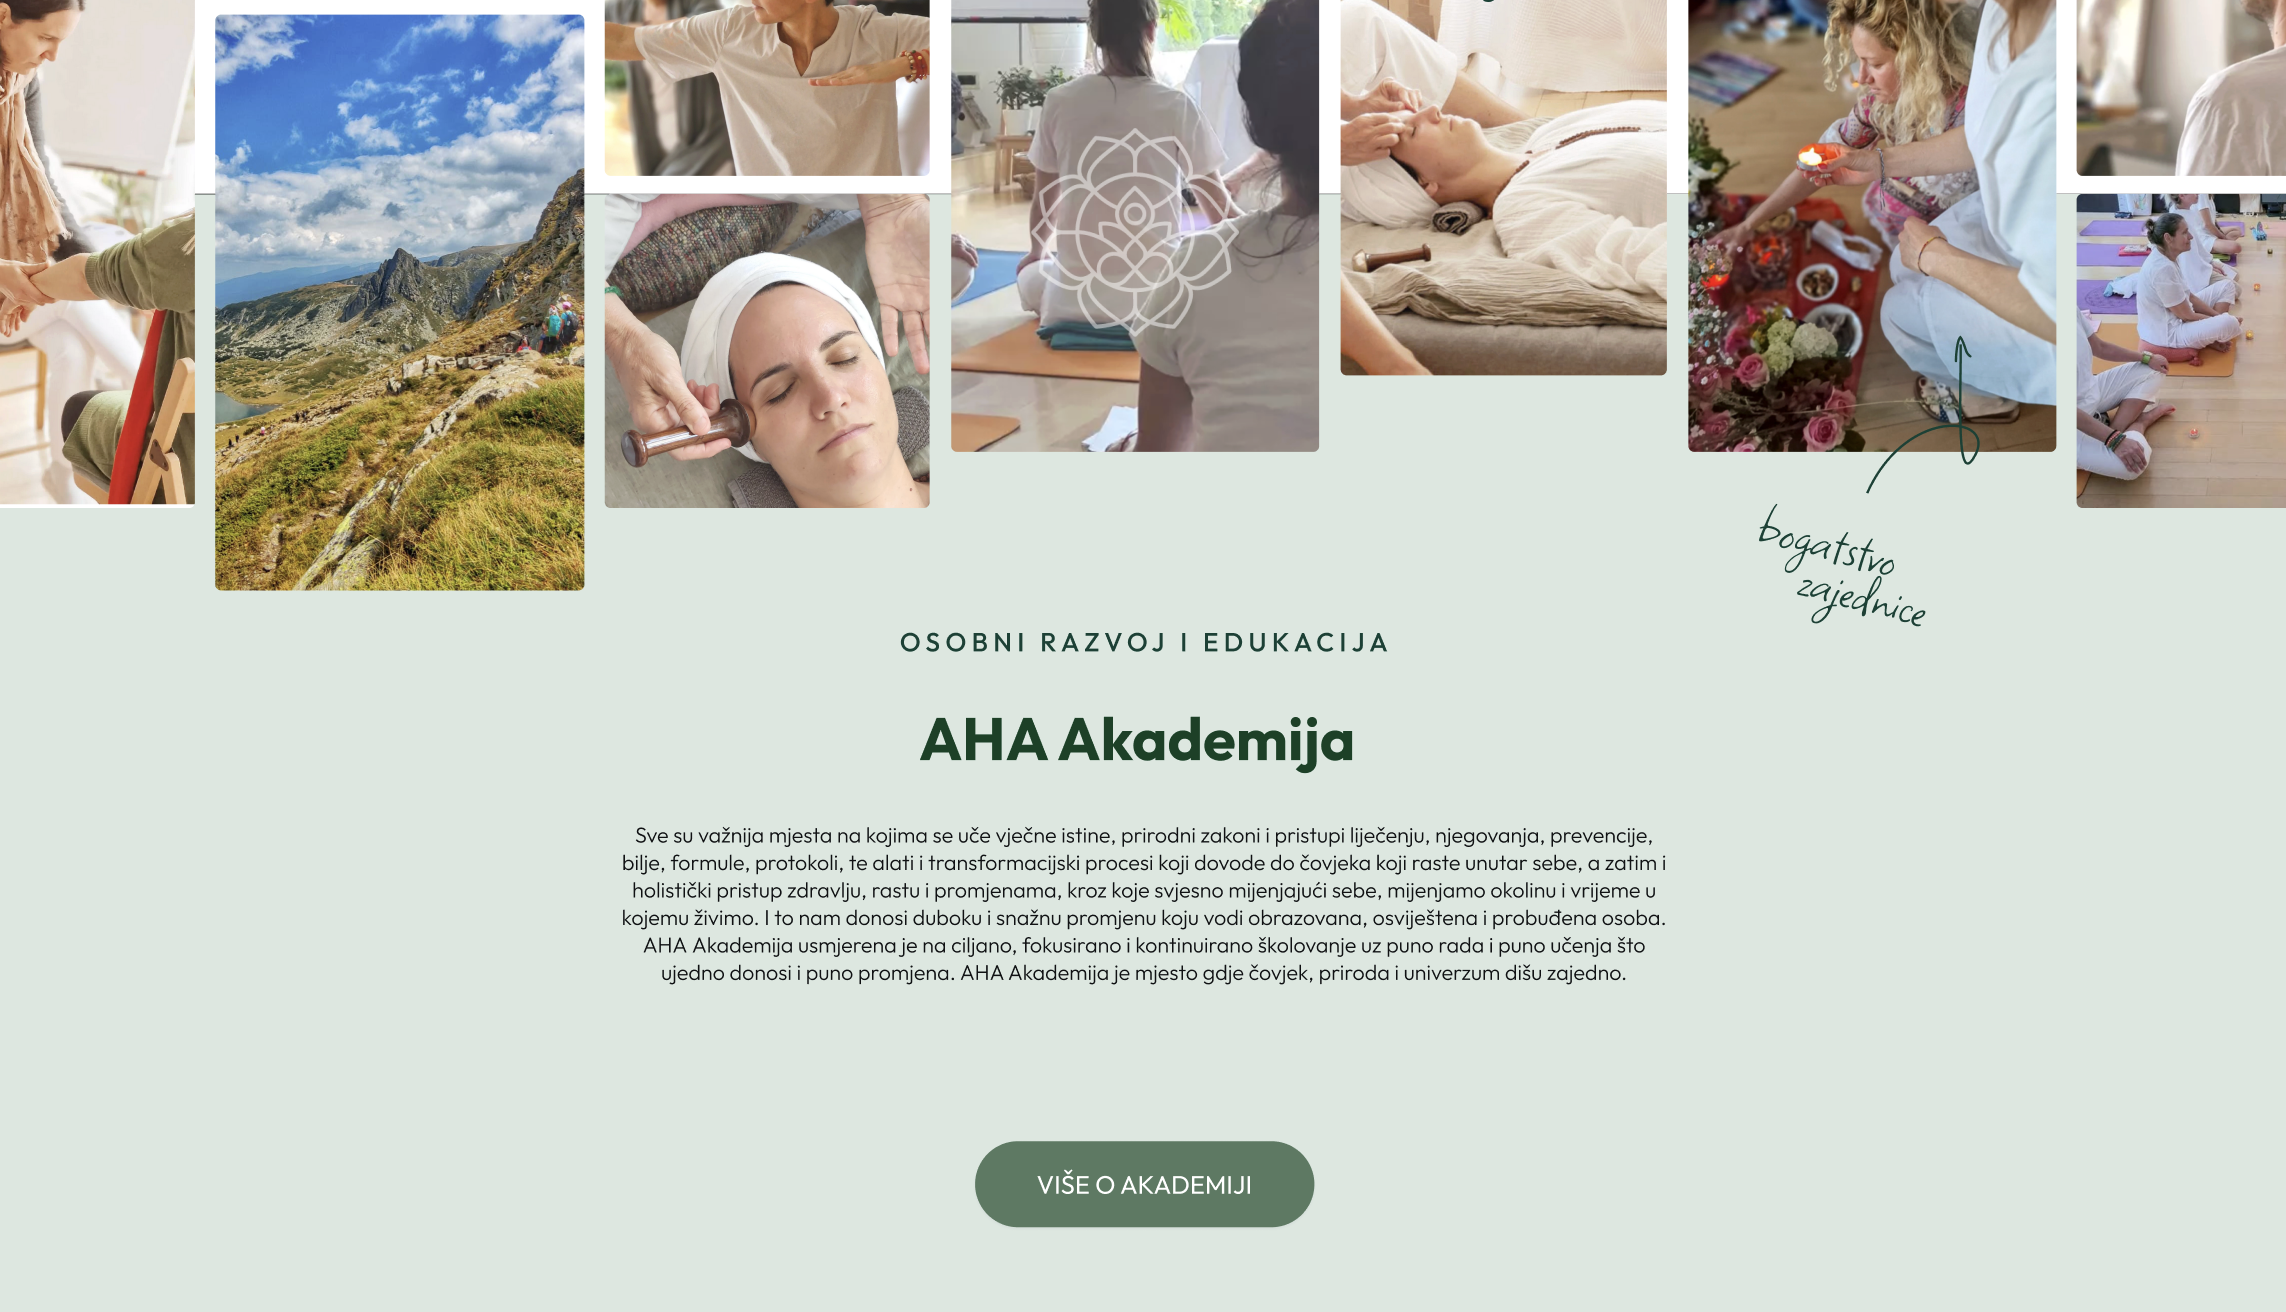 bogatstvo
zajednice
OSOBNI RAZVOJ I EDUKACIJA
AHA Akademija
Sve su važnija mjesta na kojima se uče vječne istine, prirodni zakoni i pristupi liječenju, njegovanja, prevencije,
bilje, formule, protokoli, te alati i transformacijski procesi koji dovode do čovjeka koji raste unutar sebe, a zatim i
holistički pristup zdravlju, rastu i promjenama, kroz koje svjesno mijenjajući sebe, mijenjamo okolinu i vrijeme u
kojemu živimo. I to nam donosi duboku i snažnu promjenu koju vodi obrazovana, osviještena i probuđena osoba.
AHA Akademija usmjerena je na ciljano, fokusirano i kontinuirano školovanje uz puno rada i puno učenja što
ujedno donosi i puno promjena. AHA Akademija je mjesto gdje čovjek, priroda i univerzum dišu zajedno.
VIŠE O AKADEMIJI